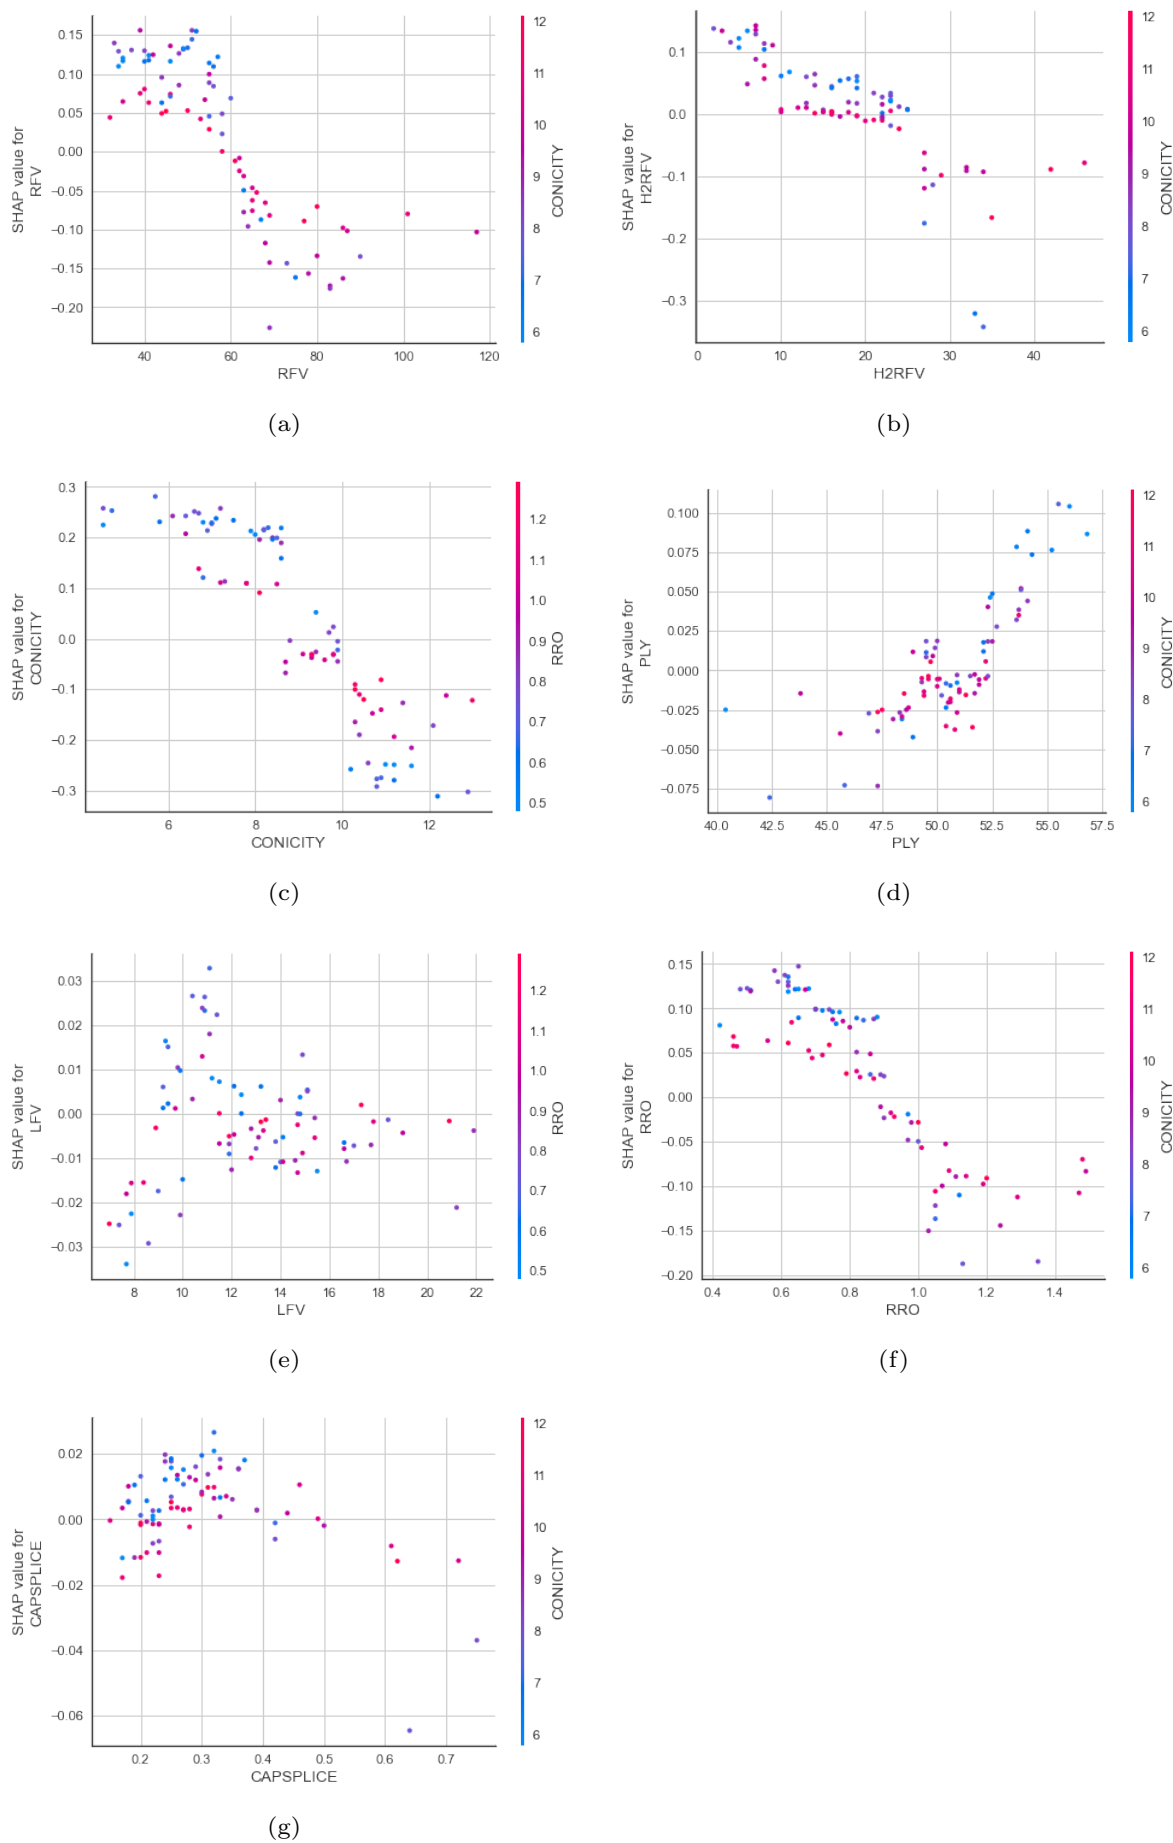 0.15
0.10
0.05
0.00
−0.05
−0.10
−0.15
−0.20
SHAP value for
RFV
40 60 80 100 120
RFV
12
11
10
9
8
7
6
CONICITY
(a)
0.1
0.0
−0.1
−0.2
−0.3
SHAP value for
H2RFV
0 10 20 30 40
H2RFV
12
11
10
9
8
7
6
CONICITY
(b)
0.3
0.2
0.1
0.0
−0.1
−0.2
−0.3
SHAP value for
CONICITY
6 8 10 12
CONICITY
1.2
1.1
1.0
0.9
0.8
0.7
0.6
0.5
RRO
(c)
0.100
0.075
0.050
0.025
0.000
−0.025
−0.050
−0.075
SHAP value for
PLY
40.0 42.5 45.0 47.5 50.0 52.5 55.0 57.5
PLY
12
11
10
9
8
7
6
CONICITY
(d)
0.03
0.02
0.01
0.00
−0.01
−0.02
−0.03
SHAP value for
LFV
8 10 12 14 16 18 20 22
LFV
1.2
1.1
1.0
0.9
0.8
0.7
0.6
0.5
RRO
(e)
0.15
0.10
0.05
0.00
−0.05
−0.10
−0.15
−0.20
SHAP value for
RRO
0.4 0.6 0.8 1.0 1.2 1.4
RRO
12
11
10
9
8
7
6
CONICITY
(f)
0.02
0.00
−0.02
−0.04
−0.06
SHAP value for
CAPSPLICE
0.2 0.3 0.4 0.5 0.6 0.7
CAPSPLICE
12
11
10
9
8
7
6
CONICITY
(g)